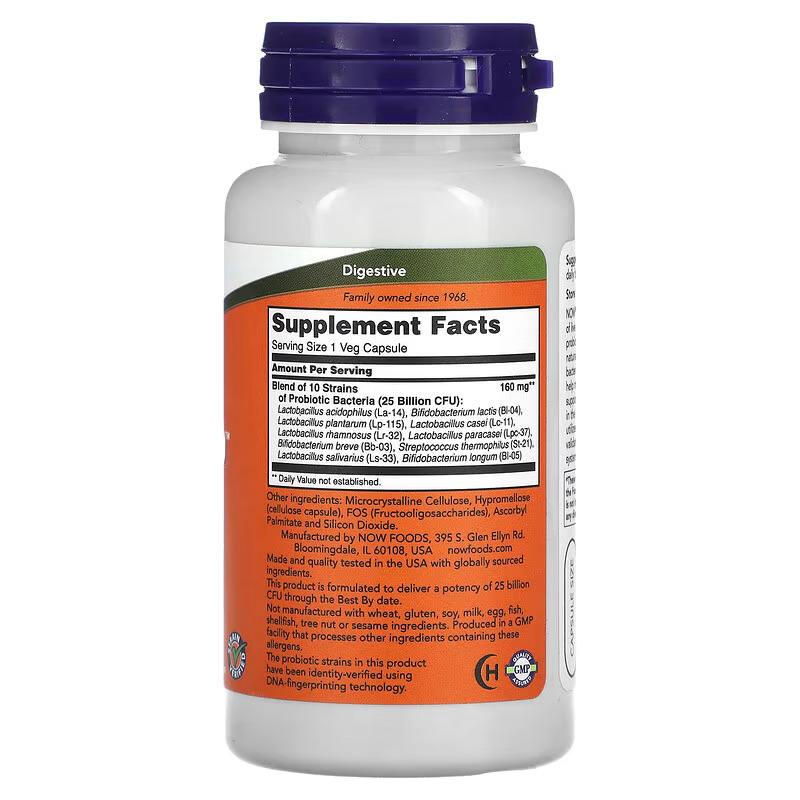 Digestive
Family owned since 1968.
Supplement Facts
Serving Size 1 Veg Capsule
Amount Per Serving
Blend of 10 Strains 160 mg**
of Probiotic Bacteria (25 Billion CFU):
Lactobacillus acidophilus (La-14), Bifidobacterium lactis (Bl-04),
Lactobacillus plantarum (Lp-115), Lactobacillus casei (Lc-11),
Lactobacillus rhamnosus (Lr-32), Lactobacillus paracasei (Lpc-37),
Bifidobacterium breve (Bb-03), Streptococcus thermophilus (St-21),
Lactobacillus salivarius (Ls-33), Bifidobacterium longum (Bl-05)
** Daily Value not established.
Other ingredients: Microcrystalline Cellulose, Hypromellose
(cellulose capsule), FOS (Fructooligosaccharides), Ascorbyl
Palmitate and Silicon Dioxide.
Manufactured by NOW FOODS, 395 S. Glen Ellyn Rd.
Bloomingdale, IL 60108, USA nowfoods.com
Made and quality tested in the USA with globally sourced
ingredients.
This product is formulated to deliver a potency of 25 billion
CFU through the Best By date.
Not manufactured with wheat, gluten, soy, milk, egg, fish,
shellfish, tree nut or sesame ingredients. Produced in a GMP
facility that processes other ingredients containing these
allergens.
The probiotic strains in this product
have been identity-verified using
DNA-fingerprinting technology.
H
QUALITY
GMP
ASSURED
CAPSULE SIZE